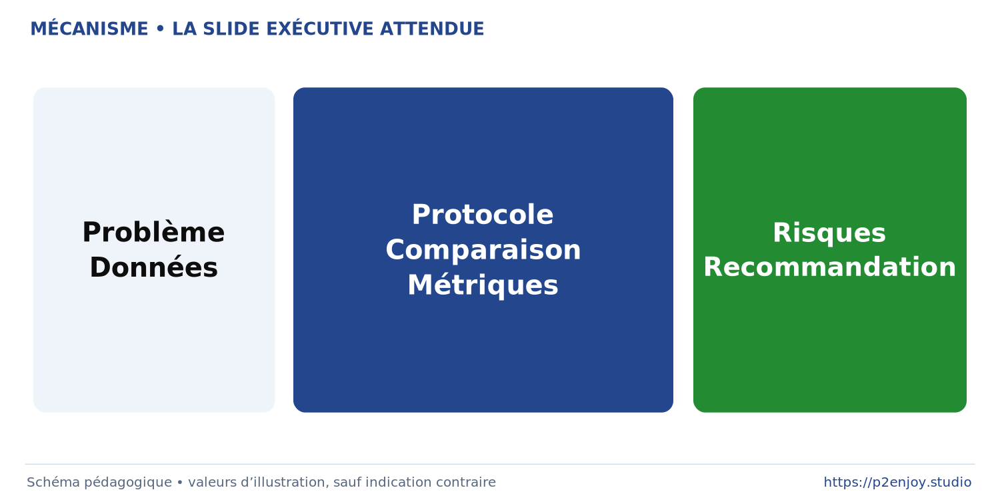 MÉCANISME • LA SLIDE EXÉCUTIVE ATTENDUE
Problème
Données
Protocole
Comparaison
Métriques
Risques
Recommandation
Schéma pédagogique • valeurs d’illustration, sauf indication contraire
https://p2enjoy.studio